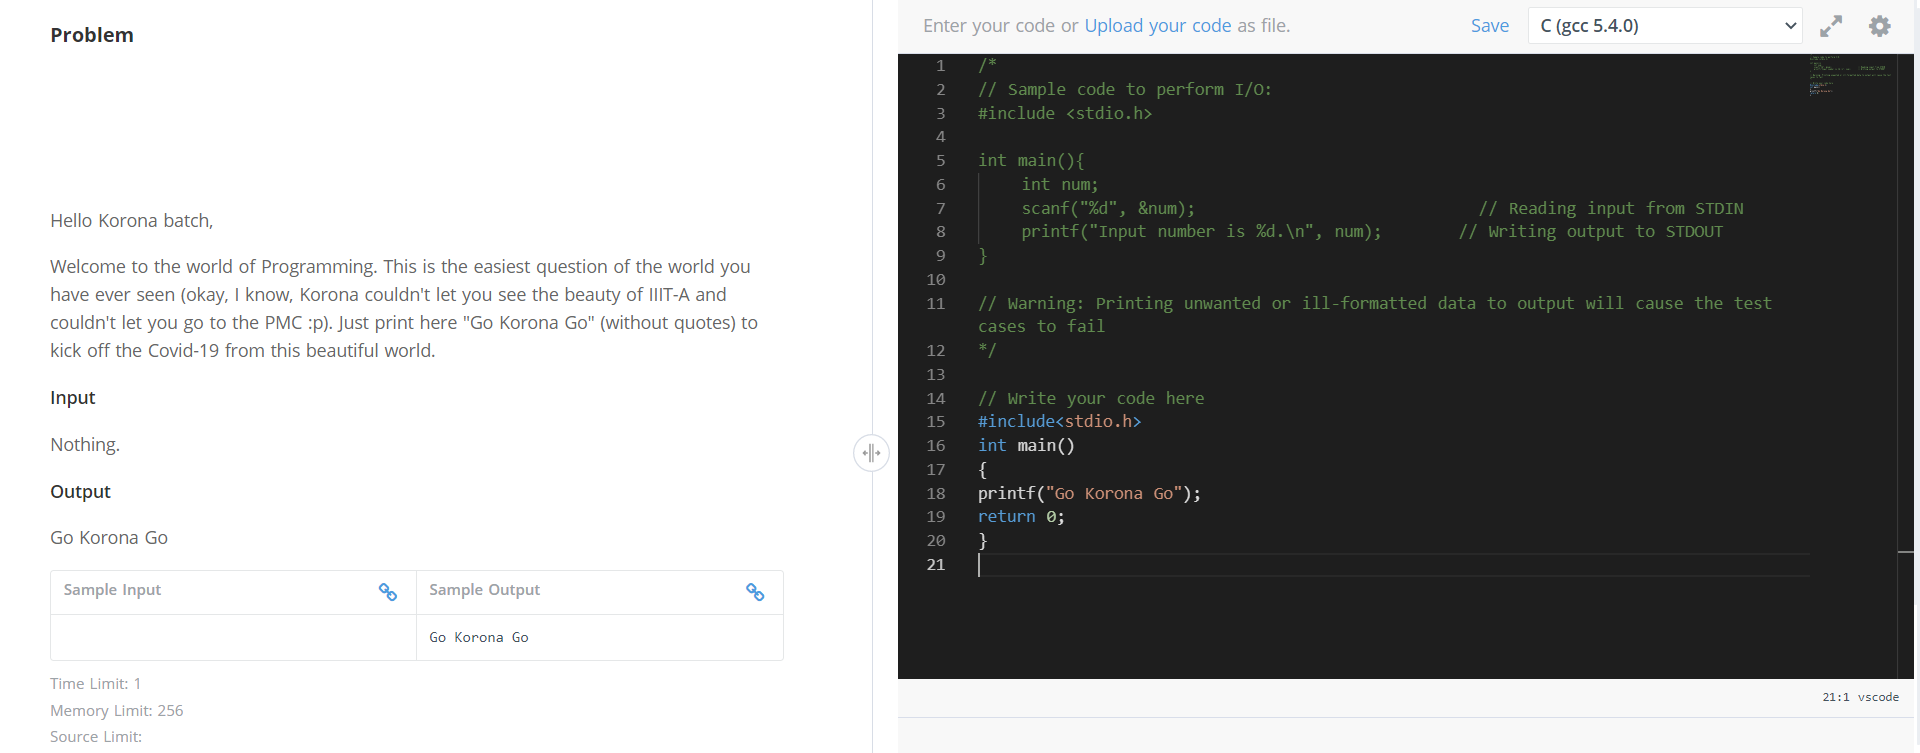 Problem
Hello Korona batch,
Welcome to the world of Programming. This is the easiest question of the world you
have ever seen (okay, I know, Korona couldn't let you see the beauty of IIIT-A and
couldn't let you go to the PMC :p). Just print here "Go Korona Go" (without quotes) to
kick off the Covid-19 from this beautiful world.
Input
Nothing.
Output
Go Korona Go
Sample Input
Sample Output
Go Korona Go
Time Limit: 1
Memory Limit: 256
Source Limit:
Enter your code or Upload your code as file.
Save
C (gcc 5.4.0)
1 /*
2 // Sample code to perform I/O:
3 #include <stdio.h>
4
5 int main(){
6 int num;
7 scanf("%d", &num); // Reading input from STDIN
8 printf("Input number is %d.\n", num); // Writing output to STDOUT
9 }
10
11 // Warning: Printing unwanted or ill-formatted data to output will cause the test
cases to fail
12 */
13
14 // Write your code here
15 #include<stdio.h>
16 int main()
17 {
18 printf("Go Korona Go");
19 return 0;
20 }
21
21:1 vscode